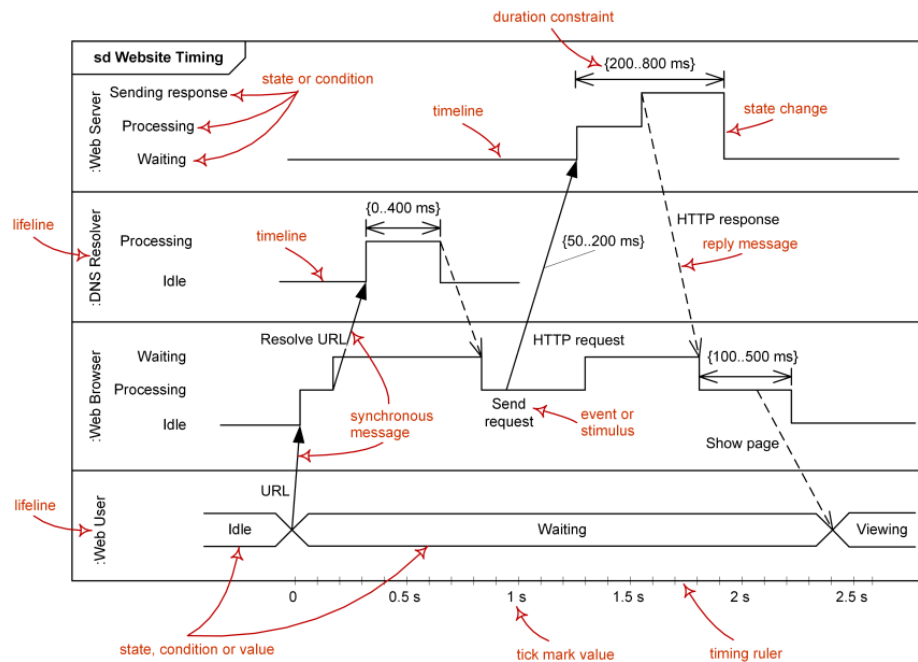 duration constraint
sd Website Timing
{200..800 ms}
state or condition
Sending response
timeline
state change
Processing
Waiting
:Web Server
lifeline
{0..400 ms}
HTTP response
Processing
timeline
{50..200 ms}
reply message
Idle
:DNS Resolver
Resolve URL
HTTP request
Waiting
{100..500 ms}
Processing
Send
request
event or
stimulus
synchronous
message
Idle
Show page
:Web Browser
lifeline
URL
Idle
Waiting
Viewing
:Web User
0
0.5 s
1 s
1.5 s
2 s
2.5 s
state, condition or value
tick mark value
timing ruler